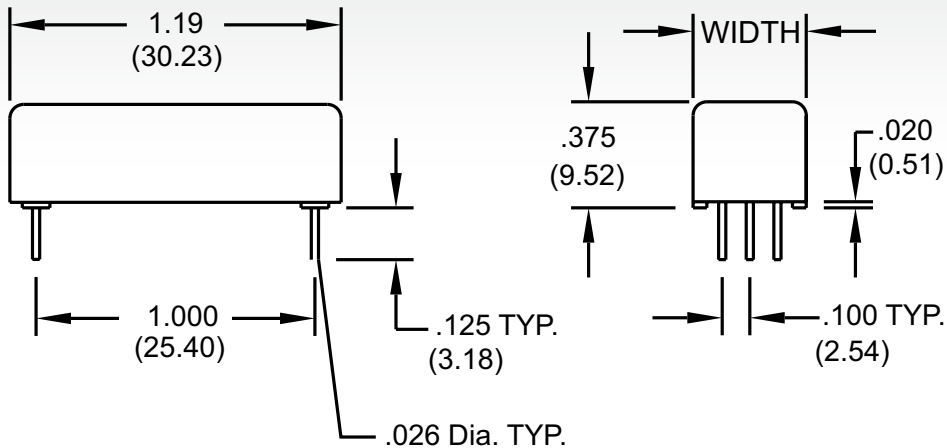 1.19
(30.23)
WIDTH
.375
(9.52)
.020
(0.51)
1.000
(25.40)
.125 TYP.
(3.18)
.100 TYP.
(2.54)
.026 Dia. TYP.